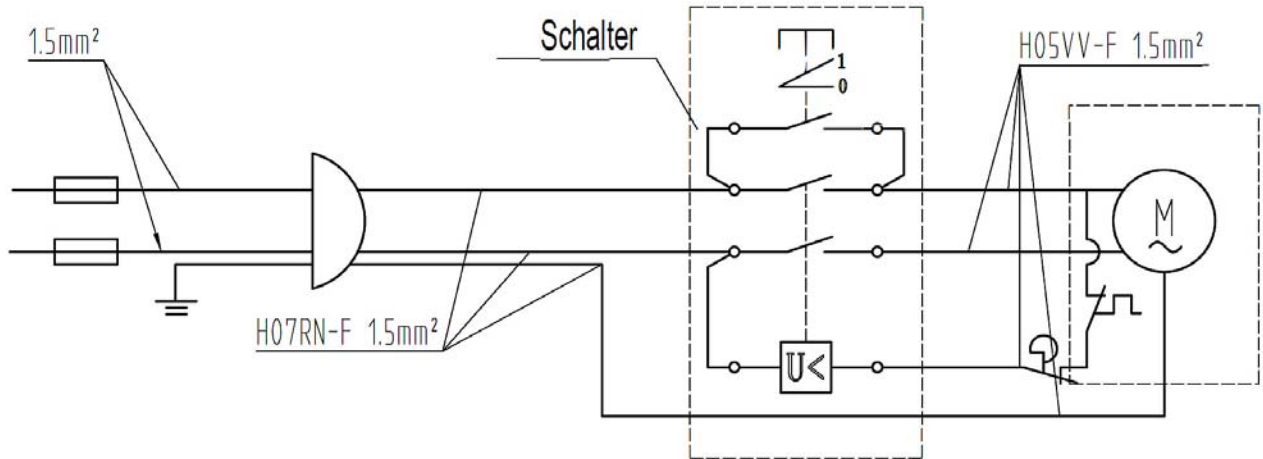 1.5mm²
Schalter
H05VV-F 1.5mm²
1
0
M
H07RN-F 1.5mm²
U<